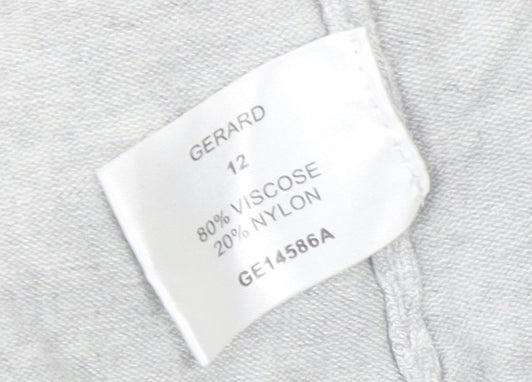 GERARD
12
80% VISCOSE
20% NYLON
GE14586A